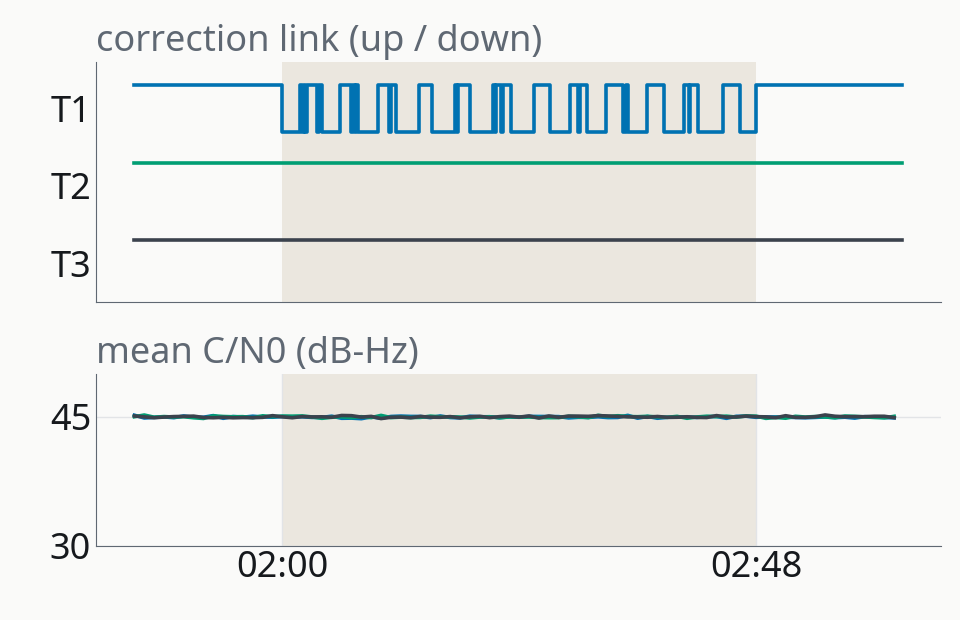 correction link (up / down)
T1
T2
T3
mean C/N0 (dB-Hz)
45
30
02:00 02:48